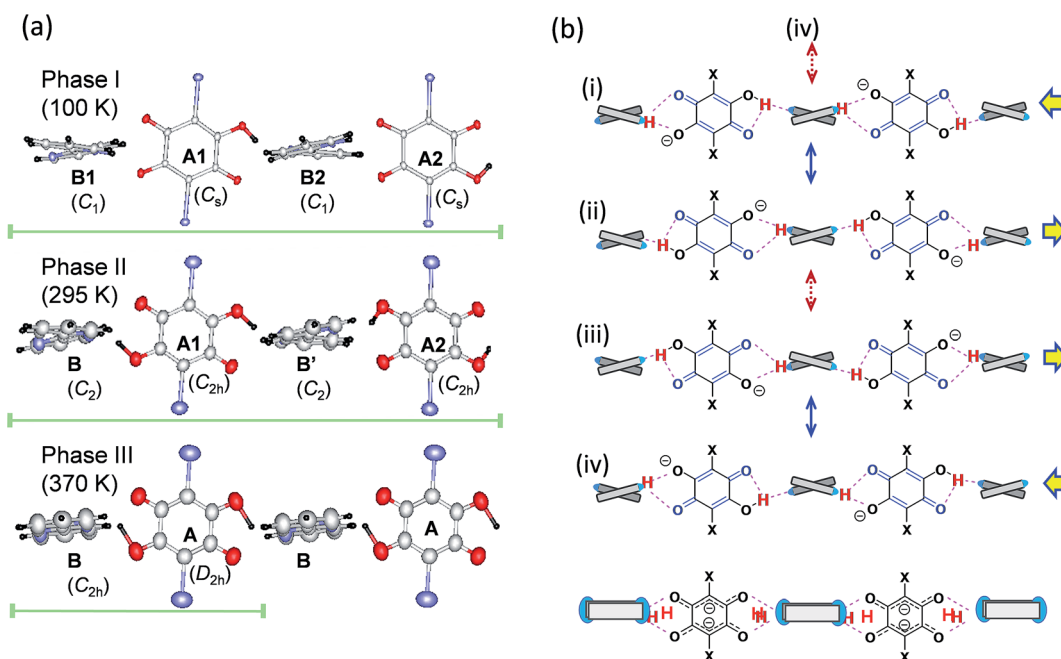 (a)
Phase I
(100 K)
A1
(Cs)
B1
(C1)
B2
(C1)
A2
(Cs)
Phase II
(295 K)
A1
(C2h)
B
(C2)
B'
(C2)
A2
(C2h)
Phase III
(370 K)
A
(D2h)
B
(C2h)
B
A
(b)
(iv)
(i)
X X
O O H H O O
H O ⊖ O ⊖ O O H
X X
(ii)
X X
O O ⊖ H H O O
H O O O O ⊖ H
X X
(iii)
X X
H O O O ⊖ H
O O ⊖ H H O O
X X
(iv)
X X
H ⊖ O O O O H
O O H H ⊖ O O
X X
X X
O O O O
H H ⊖ ⊖ H H H H ⊖ ⊖ H H
O O O O
X X